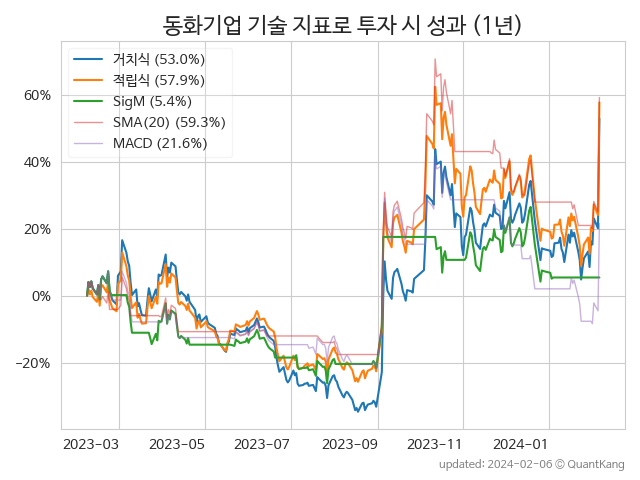 동화기업 기술 지표로 투자 시 성과 (1년)
거치식 (53.0%)
적립식 (57.9%)
SigM (5.4%)
SMA(20) (59.3%)
MACD (21.6%)
60%
40%
20%
0%
−20%
2023-03 2023-05 2023-07 2023-09 2023-11 2024-01
updated: 2024-02-06 © QuantKang